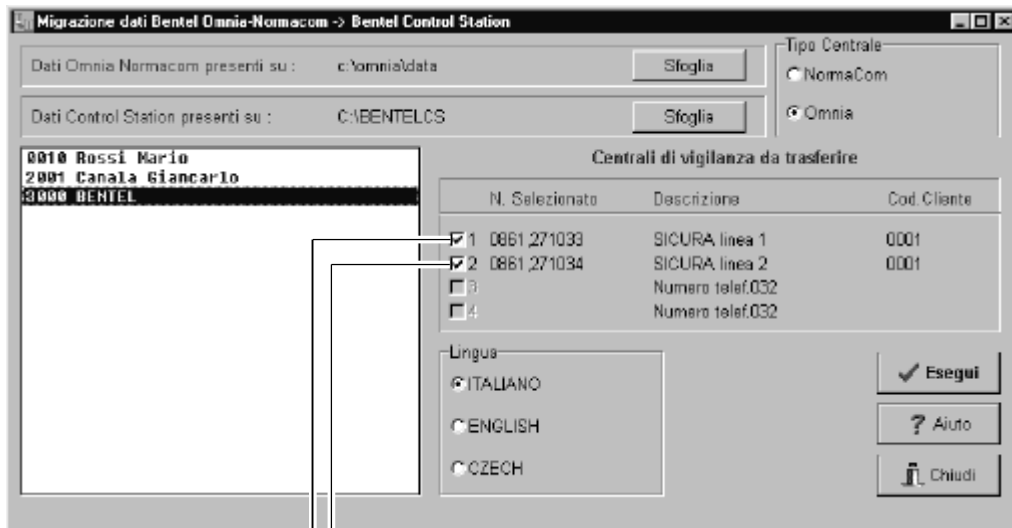 Migrazione dati Bentel Omnia-Normacom -> Bentel Control Station
Dati Omnia Normacom presenti su : c:\omnia\data Sfoglia
Dati Control Station presenti su : C:\BENTELCS Sfoglia
Tipo Centrale
NormaCom
Omnia
0010 Rossi Mario
2001 Canala Giancarlo
3000 BENTEL
Centrali di vigilanza da trasferire
N. Selezionato Descrizione Cod.Cliente
1 0861,271033 SICURA linea 1 0001
2 0861,271034 SICURA linea 2 0001
3 Numero telef.032
4 Numero telef.032
Lingua
ITALIANO
ENGLISH
CZECH
Esegui
? Aiuto
Chiudi